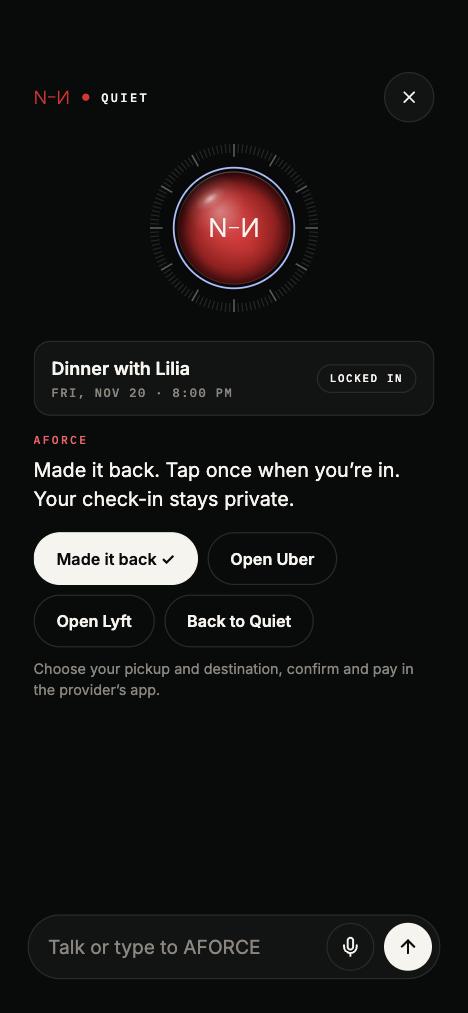 N–И • QUIET
N–И
Dinner with Lilia
FRI, NOV 20 · 8:00 PM
LOCKED IN
AFORCE
Made it back. Tap once when you’re in.
Your check-in stays private.
Made it back ✓
Open Uber
Open Lyft
Back to Quiet
Choose your pickup and destination, confirm and pay in
the provider’s app.
Talk or type to AFORCE